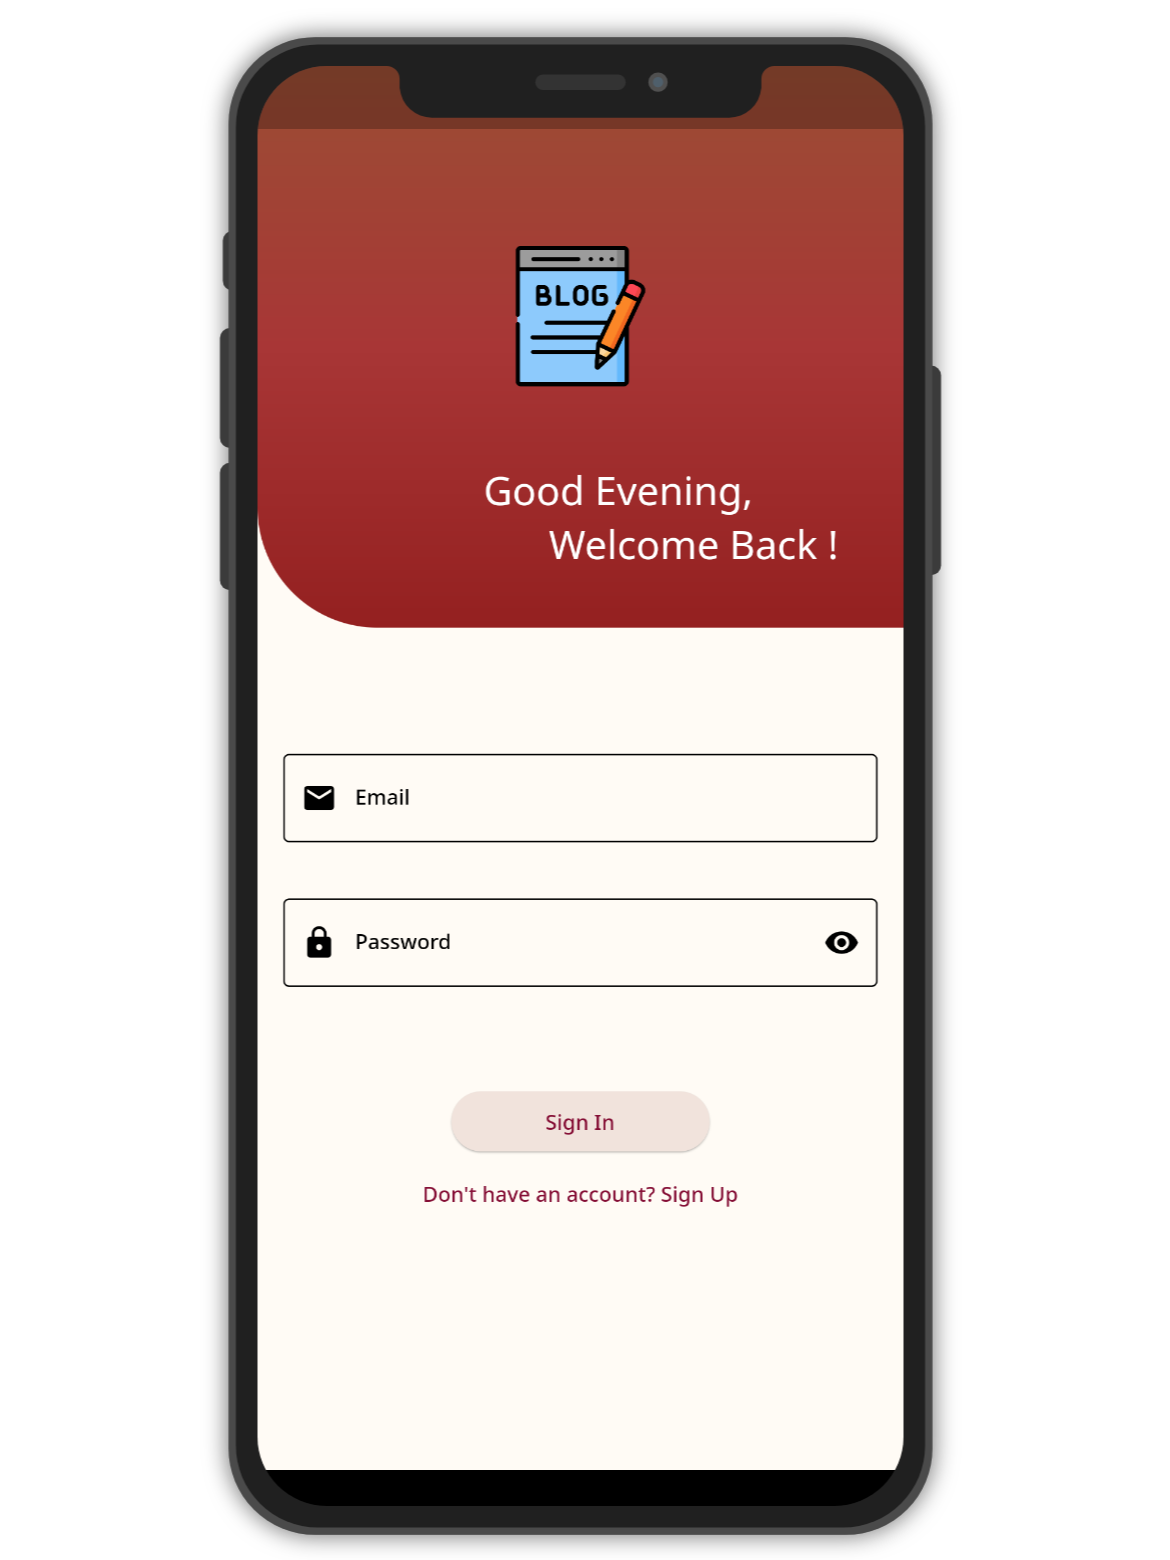 BLOG
Good Evening,
Welcome Back !
Email
Password
Sign In
Don't have an account? Sign Up